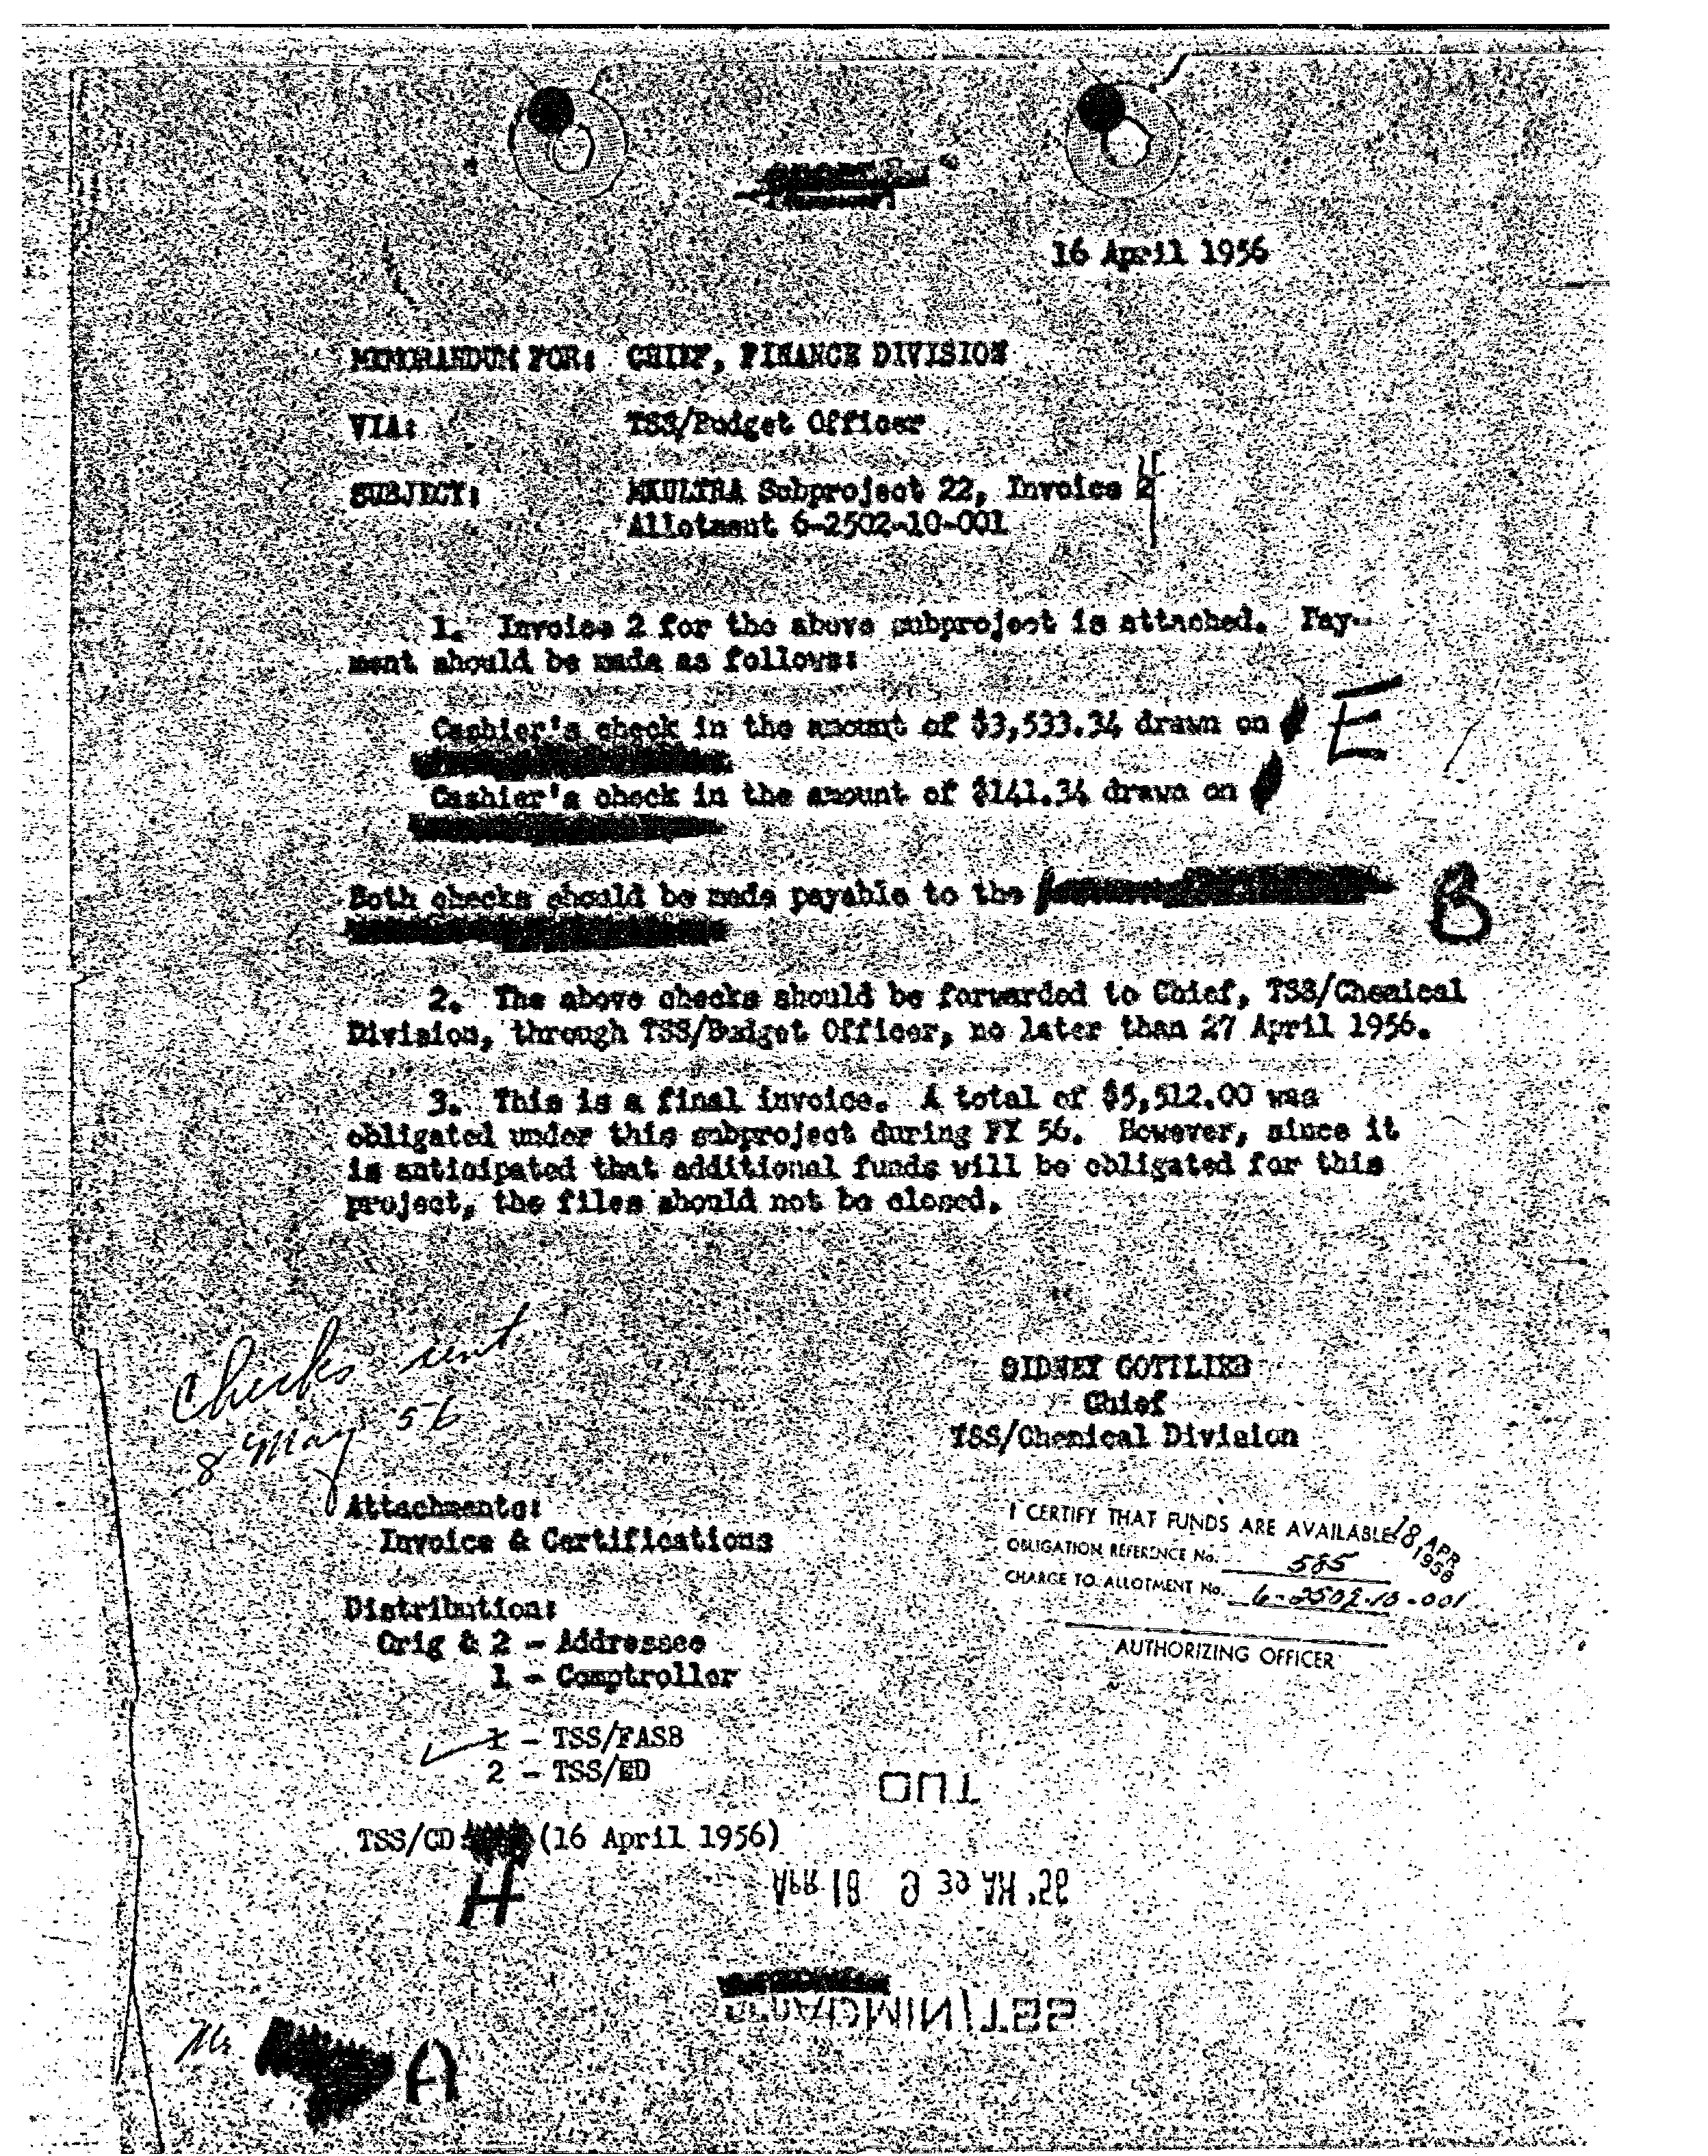 16 April 1956
MEMORANDUM FOR: CHIEF, FINANCE DIVISION
VIA: TSS/Budget Officer
SUBJECT: MKULTRA Subproject 22, Invoice 2
Allotment 6-2502-10-001
1. Invoice 2 for the above subproject is attached. Pay-
ment should be made as follows:
Cashier's check in the amount of $3,533.34 drawn on
E
Cashier's check in the amount of $141.34 drawn on
Both checks should be made payable to the
B
2. The above checks should be forwarded to Chief, TSS/Chemical
Division, through TSS/Budget Officer, no later than 27 April 1956.
3. This is a final invoice. A total of $5,512.00 was
obligated under this subproject during FY 56. However, since it
is anticipated that additional funds will be obligated for this
project, the files should not be closed.
Checks sent
8 May 56
SIDNEY GOTTLIEB
Chief
TSS/Chemical Division
Attachments:
Invoice & Certifications
I CERTIFY THAT FUNDS ARE AVAILABLE
18 APR 1956
OBLIGATION REFERENCE No. 585
CHARGE TO ALLOTMENT No. 6-2502-10-001
AUTHORIZING OFFICER
Distribution:
Orig & 2 - Addressee
1 - Comptroller
1 - TSS/FASB
2 - TSS/ED
OUT
TSS/CD: (16 April 1956)
H
APR 18 9 39 AM '56
Mr.
A